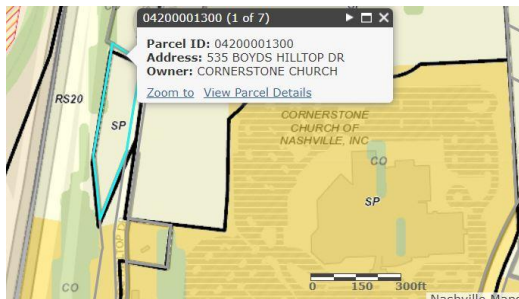 04200001300 (1 of 7)
Parcel ID: 04200001300
Address: 535 BOYDS HILLTOP DR
Owner: CORNERSTONE CHURCH
Zoom to View Parcel Details
RS20
SP
CORNERSTONE
CHURCH OF
NASHVILLE, INC
CO
SP
CO
0 150 300ft